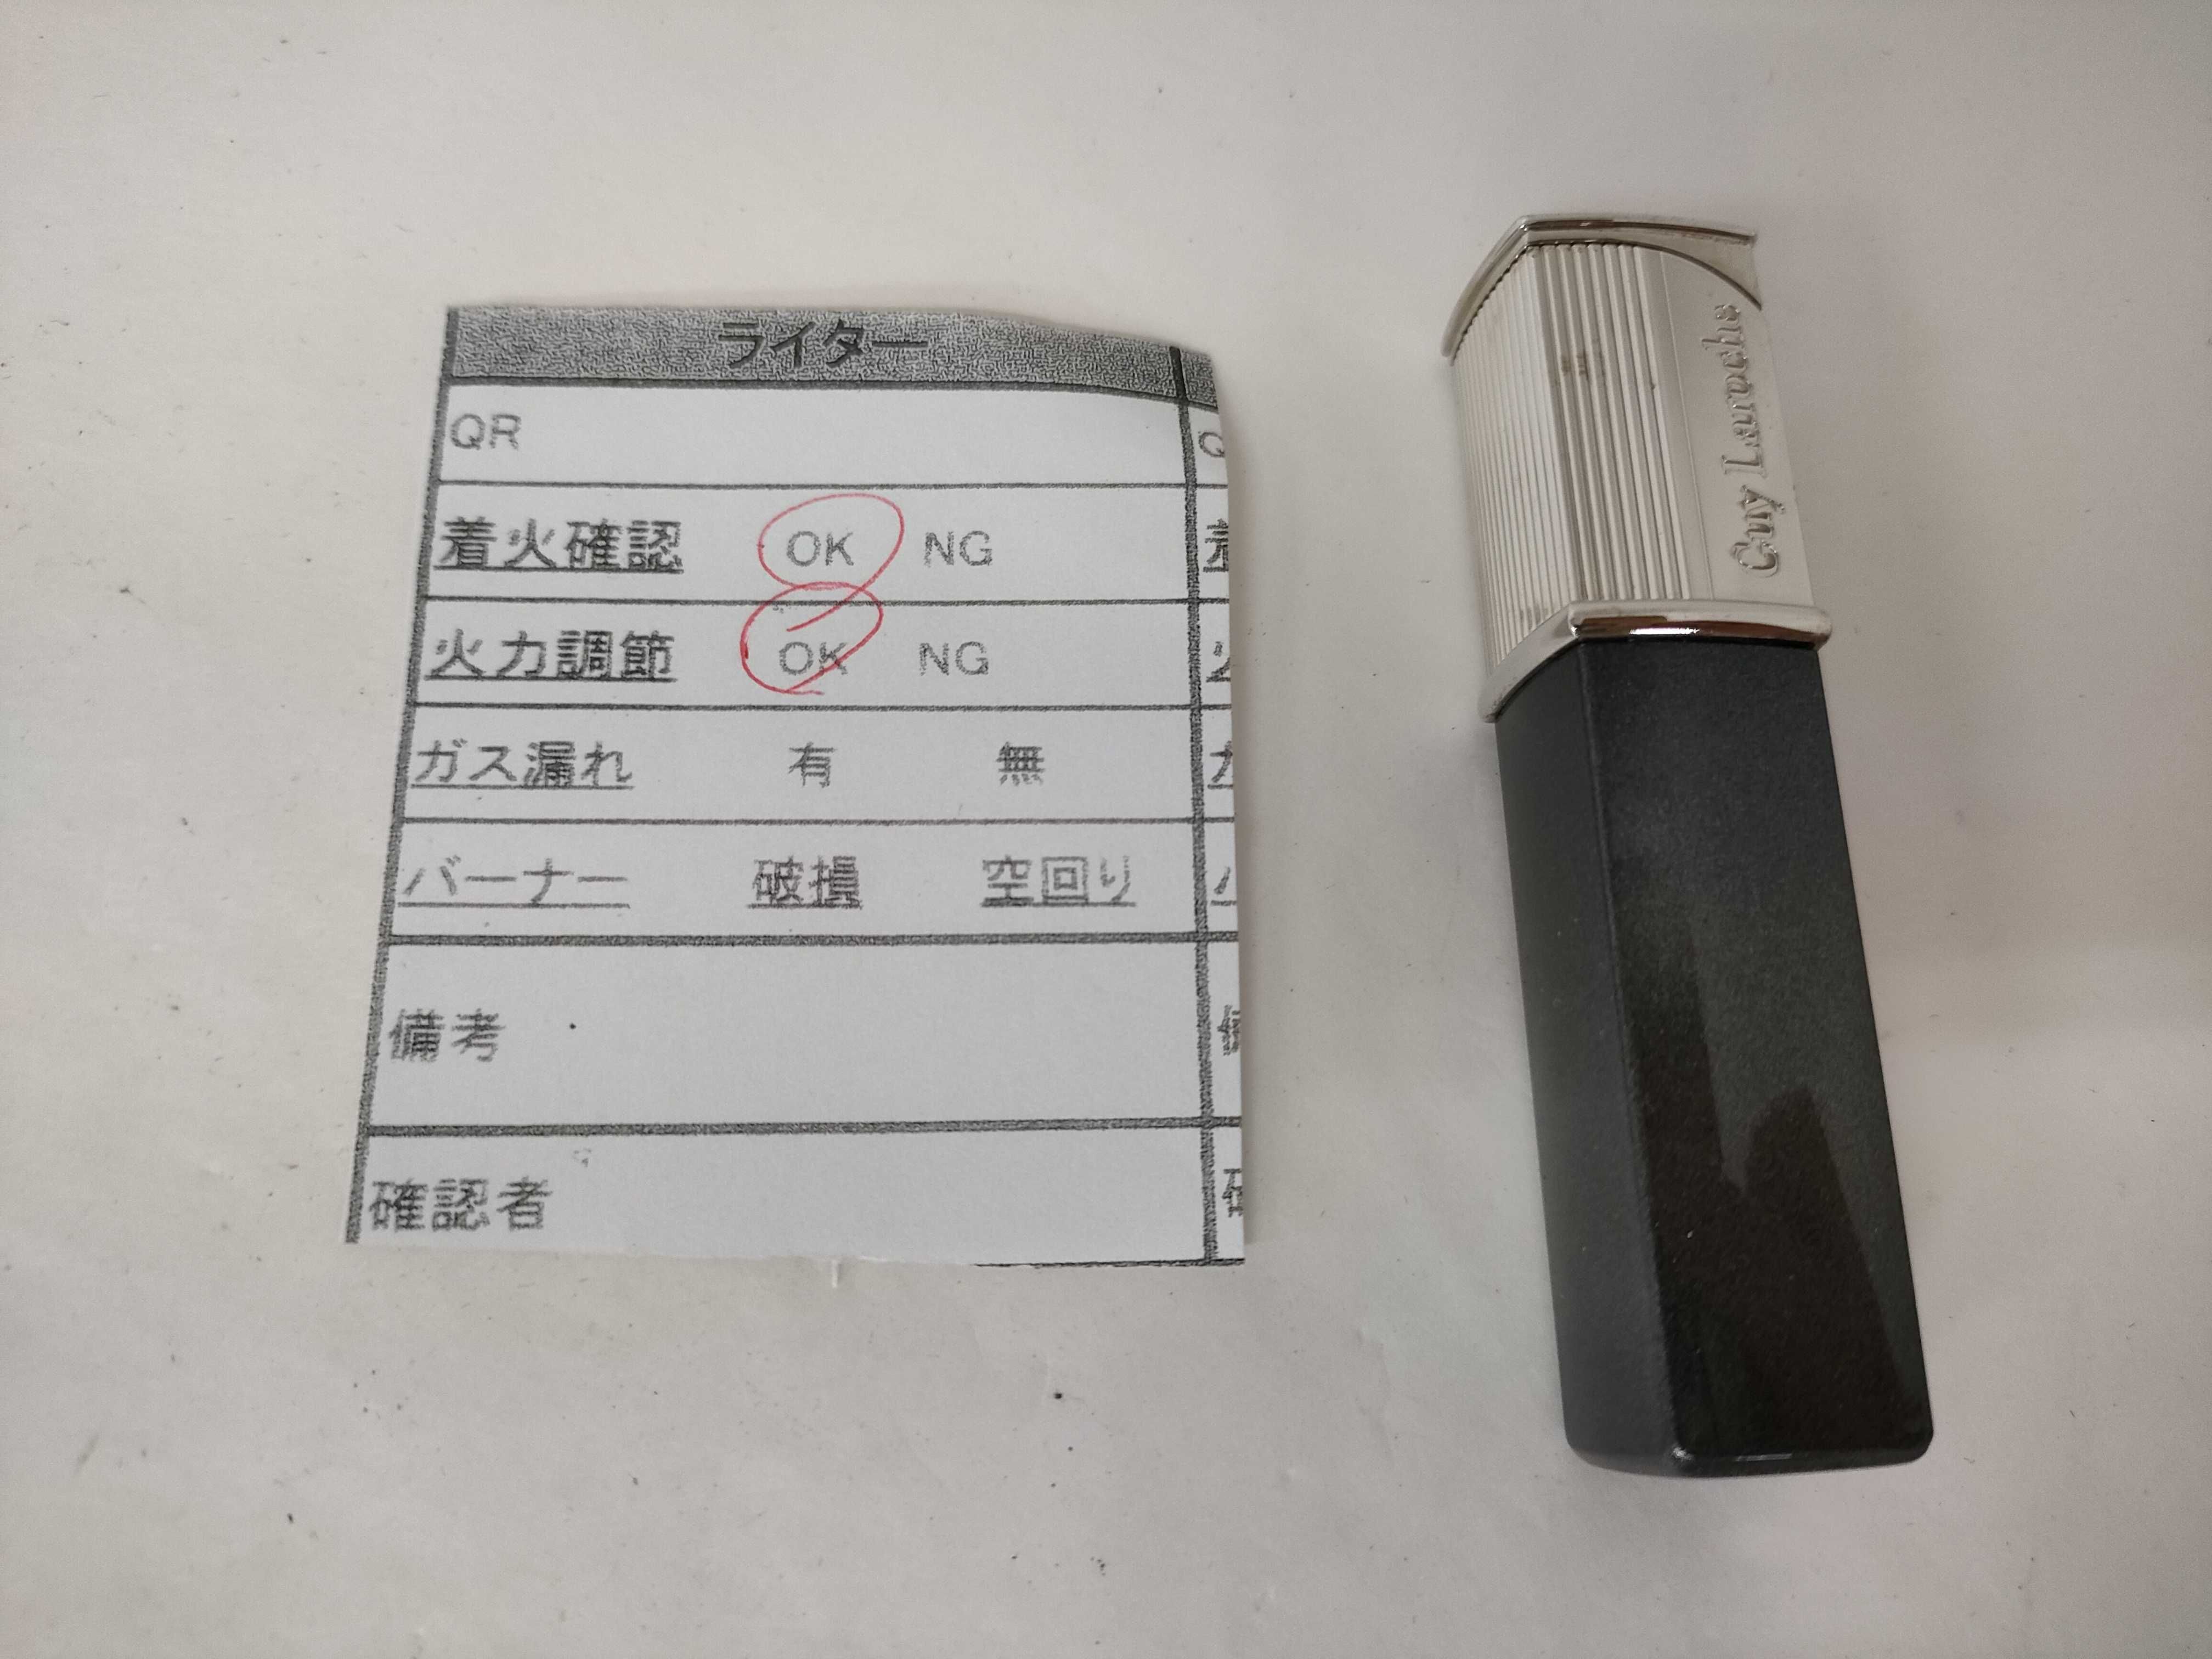 ライター
QR
着火確認 OK NG
火力調節 OK NG
ガス漏れ 有 無
バーナー 破損 空回り
備考
確認者
Guy Laroche